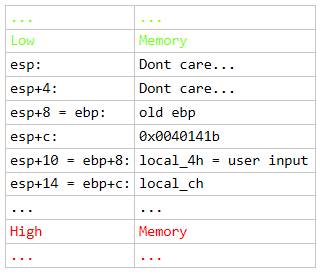 ... ...
Low Memory
esp: Dont care...
esp+4: Dont care...
esp+8 = ebp: old ebp
esp+c: 0x0040141b
esp+10 = ebp+8: local_4h = user input
esp+14 = ebp+c: local_ch
... ...
High Memory
... ...